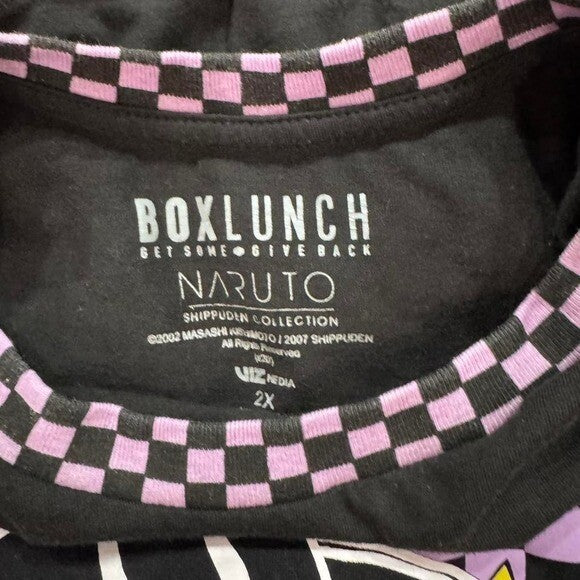 BOXLUNCH
GET SOME GIVE BACK
NARUTO
SHIPPUDEN COLLECTION
©2002 MASASHI KISHIMOTO / 2007 SHIPPUDEN
All Rights Reserved
VIZ MEDIA
2X